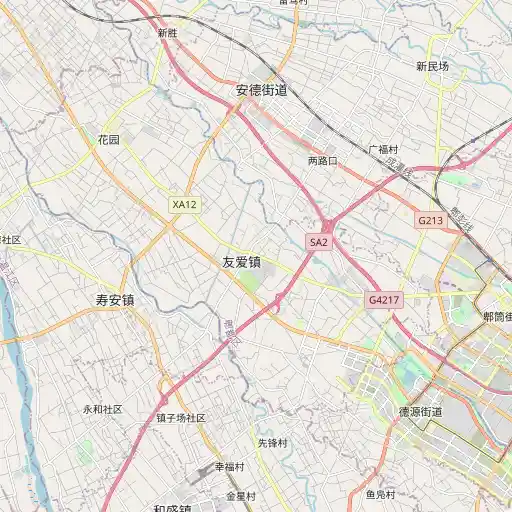 新胜
安德街道
新民场
花园
广福村
两路口
成灌线
XA12
G213
SA2
友爱镇
G4217
寿安镇
郫筒街
永和社区
镇子场社区
德源街道
先锋村
幸福村
金星村
鱼凫村
和盛镇